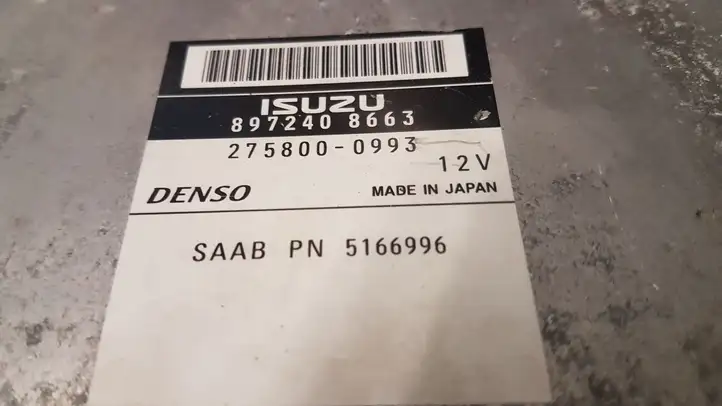 ISUZU
897240 8663
275800-0993
12V
DENSO MADE IN JAPAN
SAAB PN 5166996